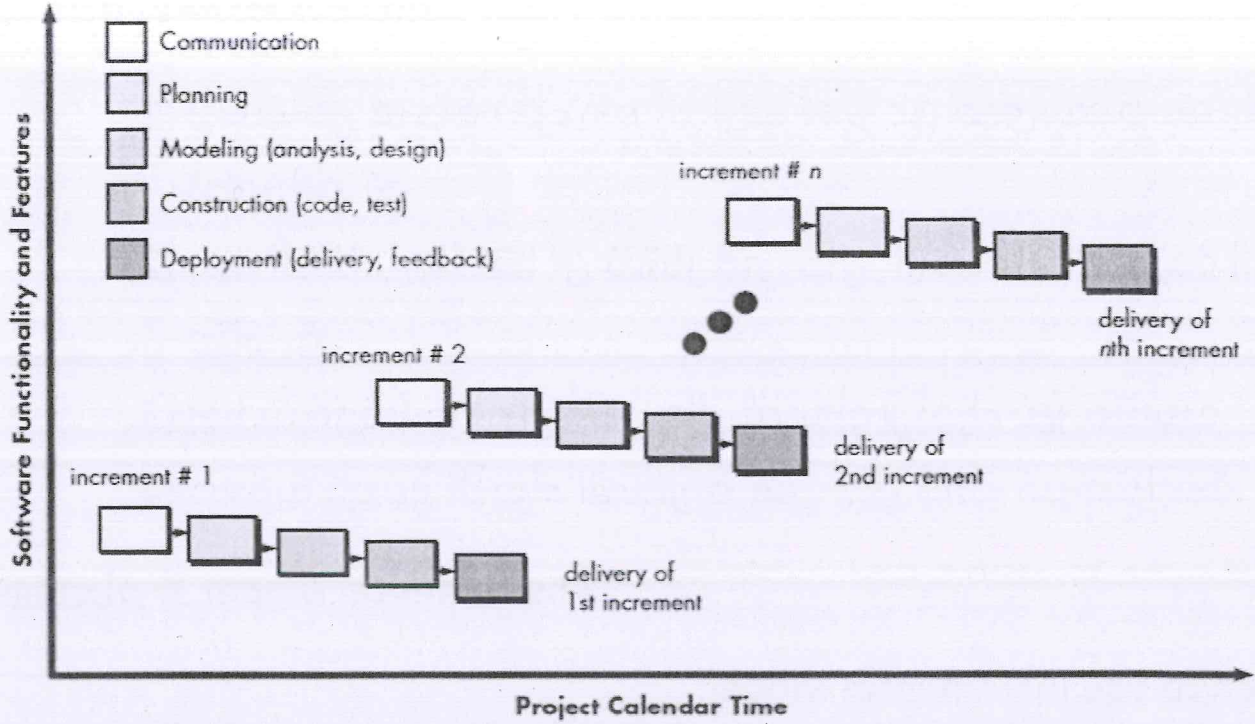 Communication
Planning
Modeling (analysis, design)
Construction (code, test)
Deployment (delivery, feedback)
Software Functionality and Features
increment # n
delivery of
nth increment
increment # 2
delivery of
2nd increment
increment # 1
delivery of
1st increment
Project Calendar Time